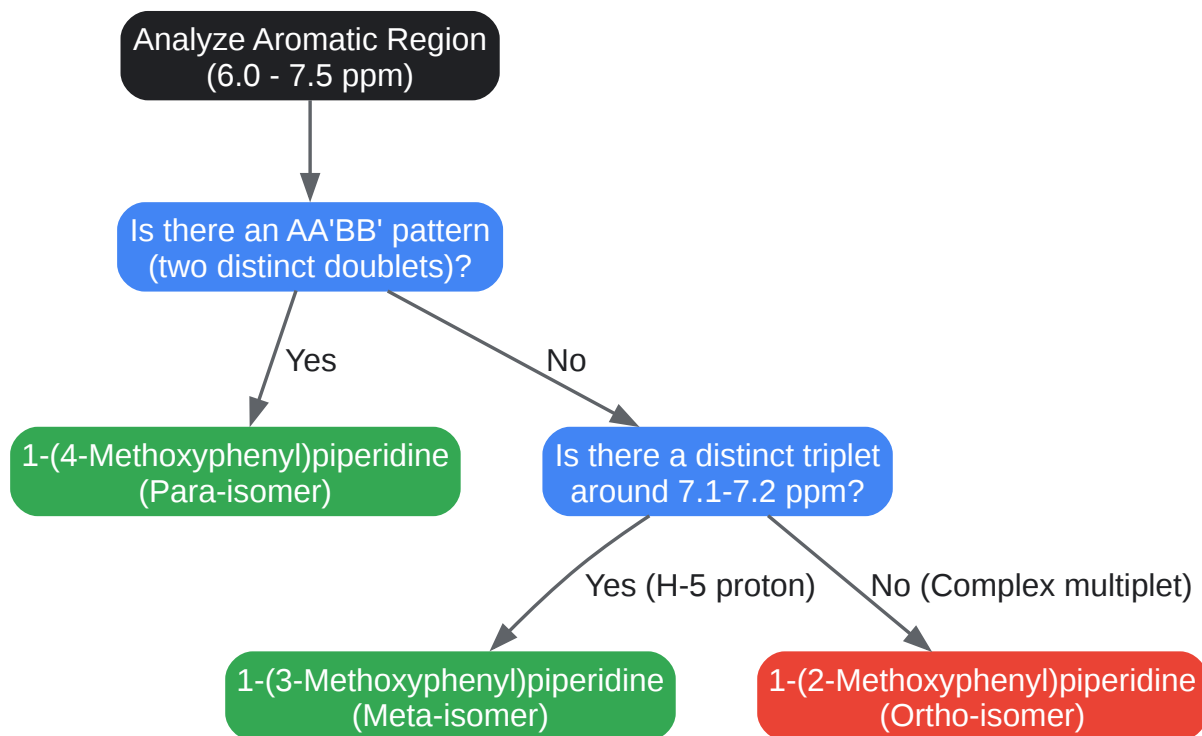 Analyze Aromatic Region
(6.0 - 7.5 ppm)
Is there an AA'BB' pattern
(two distinct doublets)?
Yes
No
1-(4-Methoxyphenyl)piperidine
(Para-isomer)
Is there a distinct triplet
around 7.1-7.2 ppm?
Yes (H-5 proton)
No (Complex multiplet)
1-(3-Methoxyphenyl)piperidine
(Meta-isomer)
1-(2-Methoxyphenyl)piperidine
(Ortho-isomer)